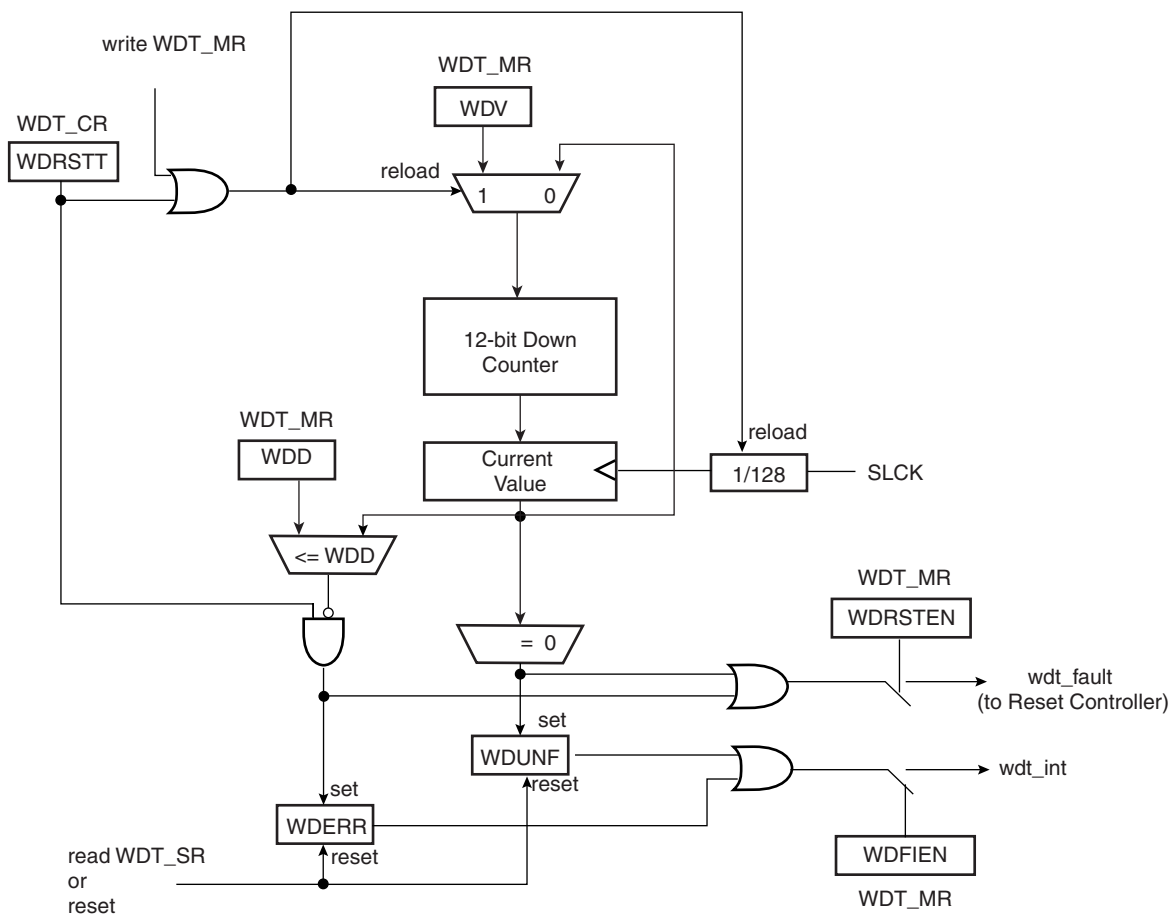 write WDT_MR
WDT_MR
WDV
WDT_CR
WDRSTT
reload
1 0
12-bit Down
Counter
WDT_MR
WDD
reload
Current
Value
1/128
SLCK
<= WDD
WDT_MR
WDRSTEN
= 0
wdt_fault
(to Reset Controller)
set
WDUNF
reset
wdt_int
set
WDERR
reset
read WDT_SR
or
reset
WDFIEN
WDT_MR